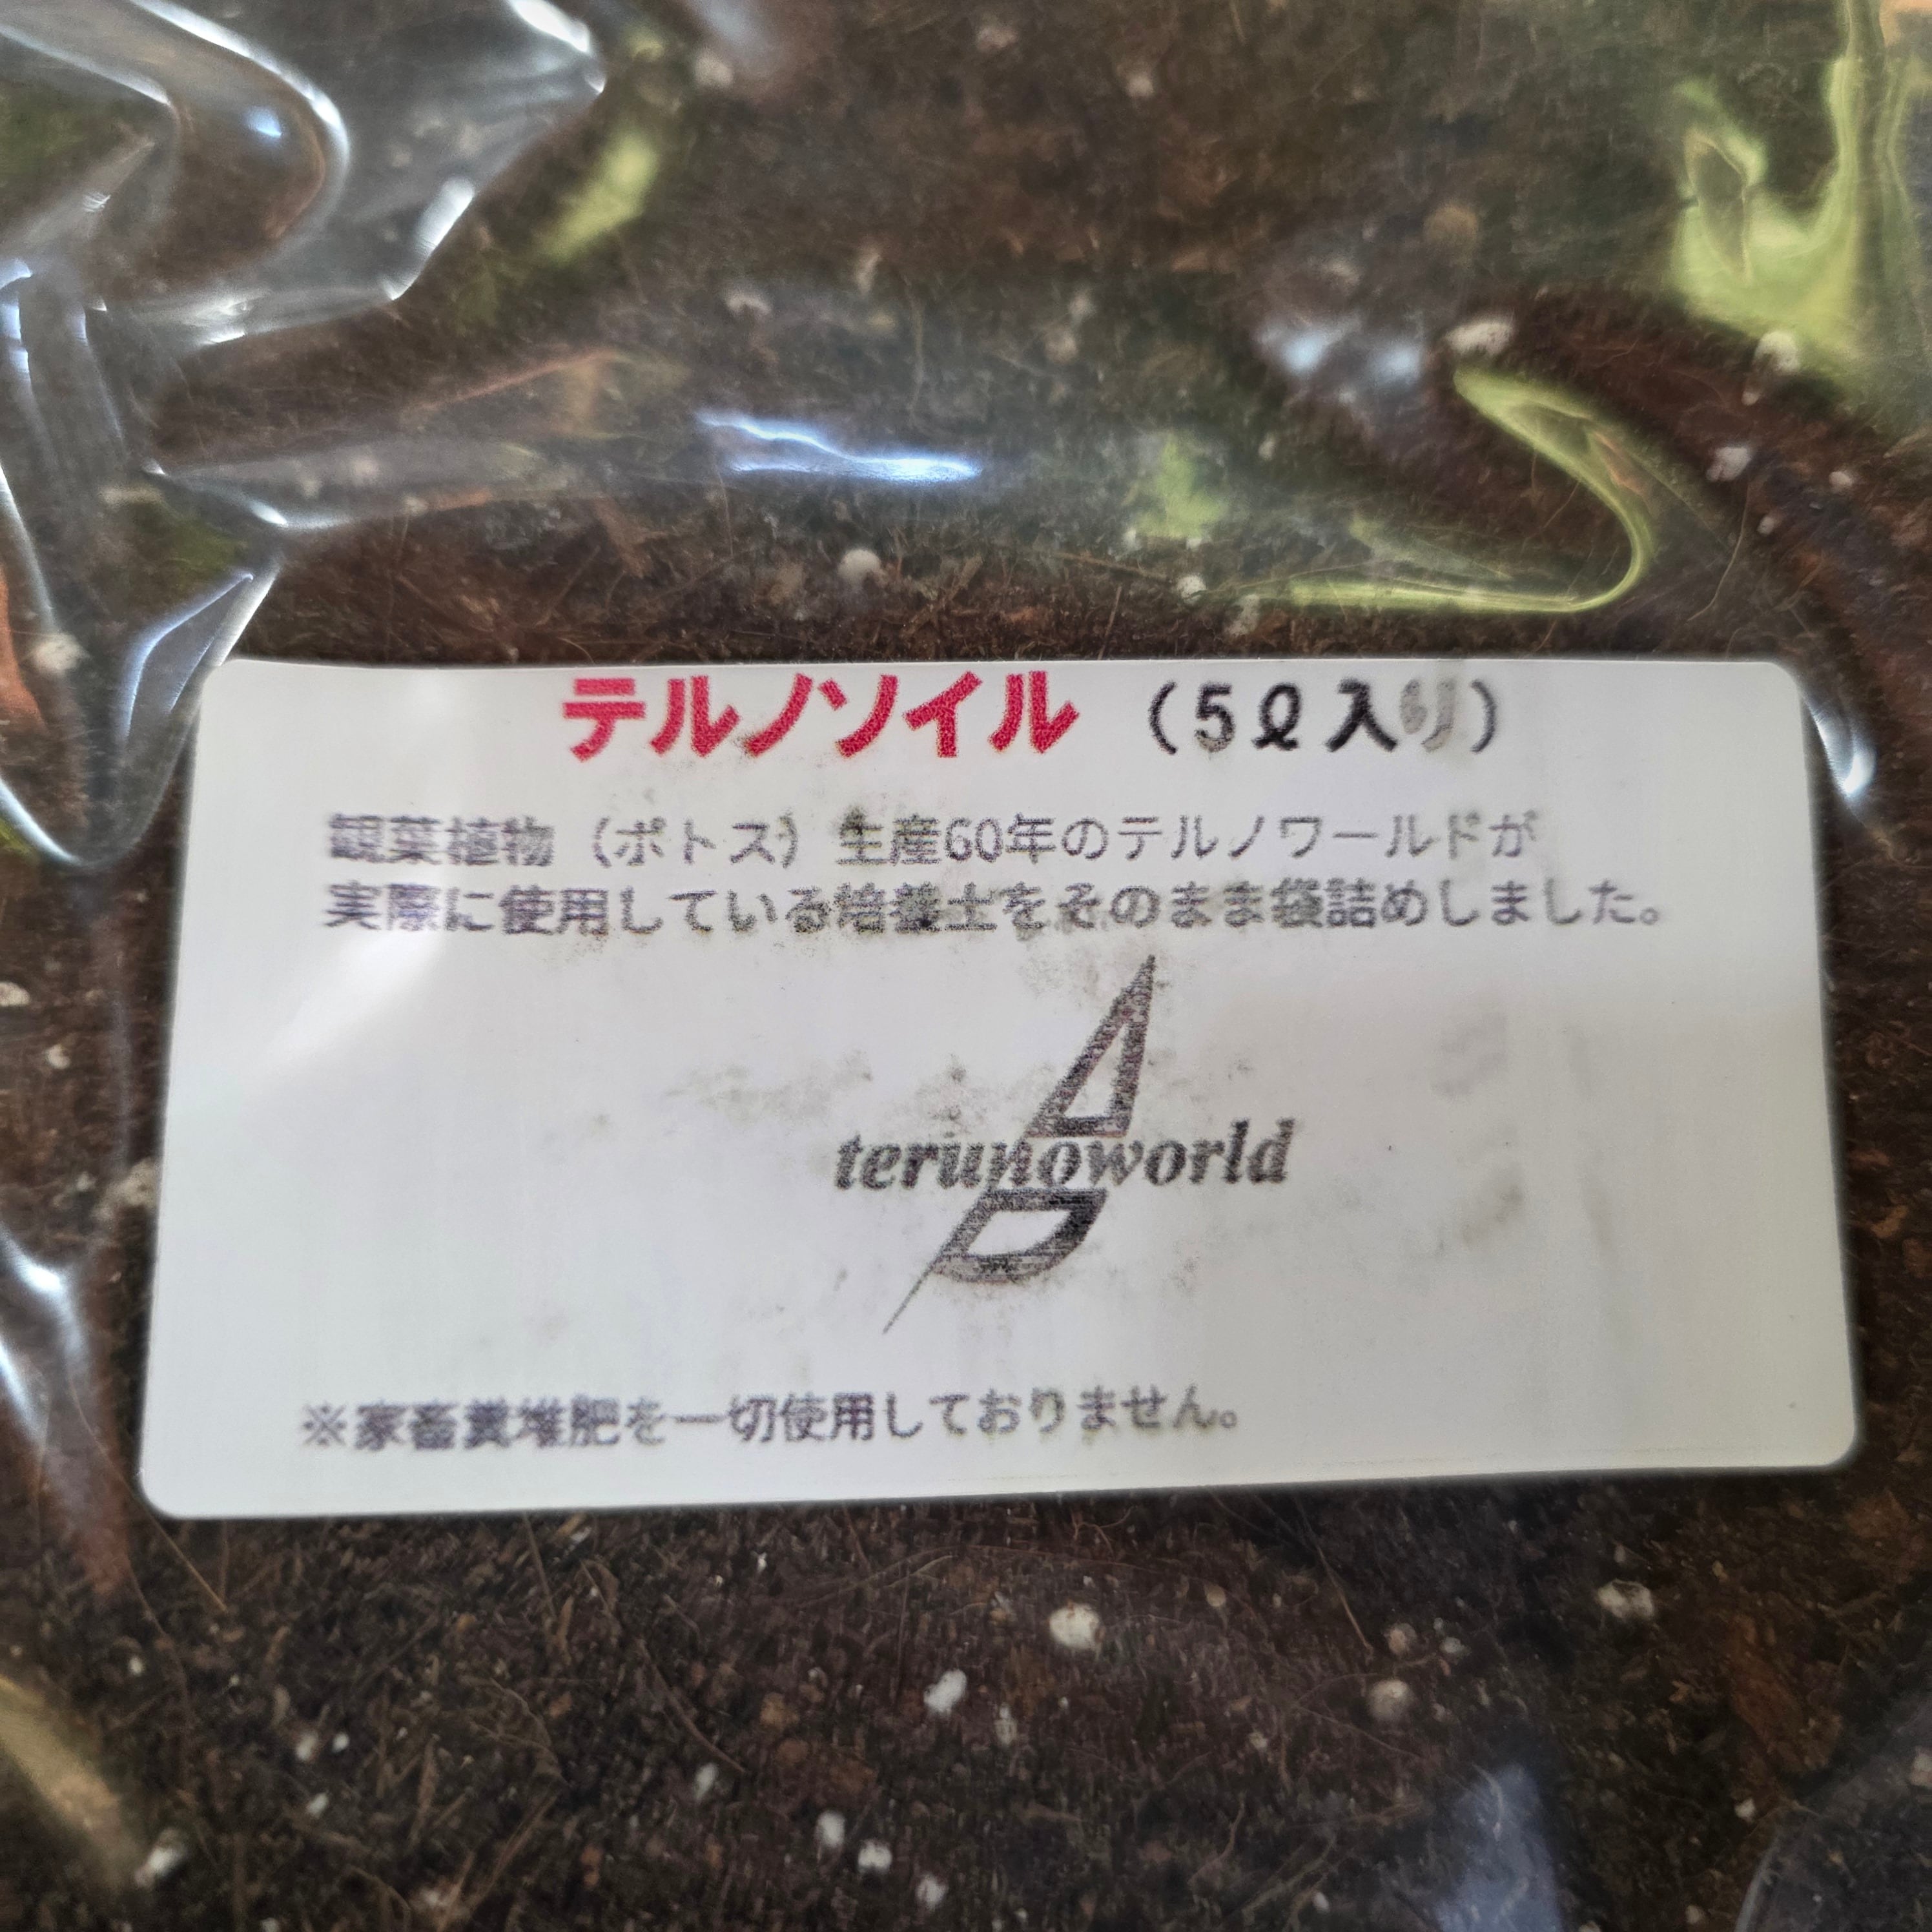 テルノソイル（5ℓ入り）
観葉植物（ポトス）生産60年のテルノワールドが
実際に使用している培養土をそのまま袋詰めしました。
terunoworld
※家畜糞堆肥を一切使用しておりません。